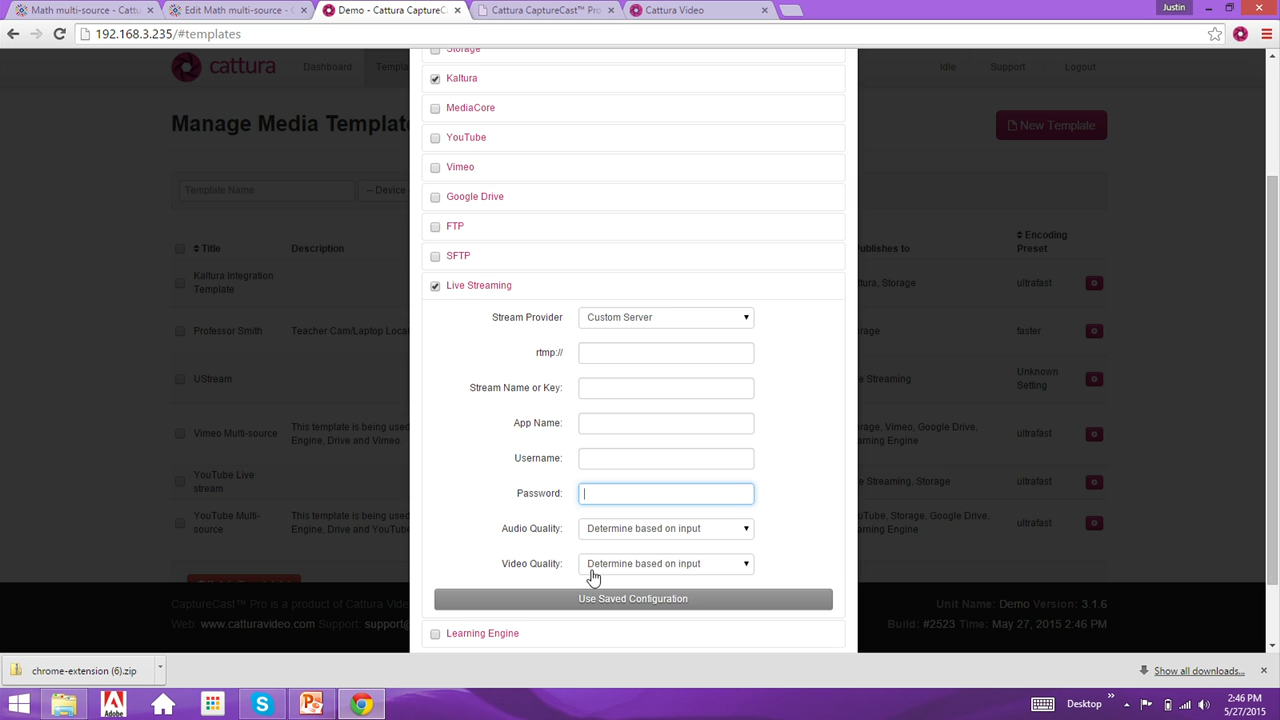 Math multi-source - Cattu
Edit Math multi-source - C
Demo - Cattura CaptureC
Cattura CaptureCast™ Pro
Cattura Video
Justin
192.168.3.235/#templates
cattura
Dashboard
Templa
Idle
Support
Logout
Manage Media Templat
New Template
Template Name
-- Device
Title
Description
Publishes to
Encoding
Preset
Kaltura Integration
Template
tura, Storage
ultrafast
Professor Smith
Teacher Cam/Laptop Local
rage
faster
UStream
e Streaming
Unknown
Setting
Vimeo Multi-source
This template is being used
Engine, Drive and Vimeo.
rage, Vimeo, Google Drive,
arning Engine
ultrafast
YouTube Live
stream
e Streaming, Storage
ultrafast
YouTube Multi-
source
This template is being used
Engine, Drive and YouTube
uTube, Storage, Google Drive,
arning Engine
ultrafast
Storage
Kaltura
MediaCore
YouTube
Vimeo
Google Drive
FTP
SFTP
Live Streaming
Stream Provider
Custom Server
rtmp://
Stream Name or Key:
App Name:
Username:
Password:
Audio Quality:
Determine based on input
Video Quality:
Determine based on input
Use Saved Configuration
Learning Engine
CaptureCast™ Pro is a product of Cattura Video
Web: www.catturavideo.com Support: support@
Unit Name: Demo Version: 3.1.6
Build: #2523 Time: May 27, 2015 2:46 PM
chrome-extension (6).zip
Show all downloads...
Adobe
Desktop
2:46 PM
5/27/2015